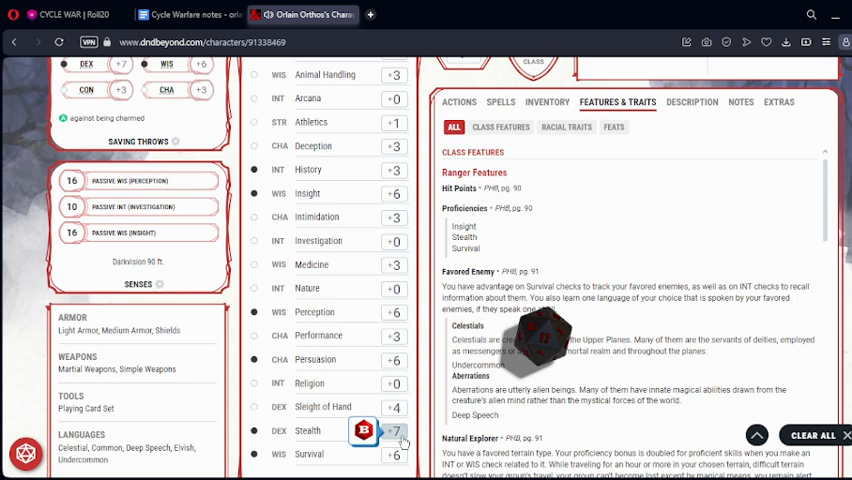 CYCLE WAR | Roll20
Cycle Warfare notes - orla
Orlain Orthos's Chara
VPN
www.dndbeyond.com/characters/91338469
DEX +7
WIS +6
CON +3
CHA +3
against being charmed
SAVING THROWS
16 PASSIVE WIS (PERCEPTION)
10 PASSIVE INT (INVESTIGATION)
16 PASSIVE WIS (INSIGHT)
Darkvision 90 ft.
SENSES
ARMOR
Light Armor, Medium Armor, Shields
WEAPONS
Martial Weapons, Simple Weapons
TOOLS
Playing Card Set
LANGUAGES
Celestial, Common, Deep Speech, Elvish,
Undercommon
WIS Animal Handling +3
INT Arcana +0
STR Athletics +1
CHA Deception +3
INT History +3
WIS Insight +6
CHA Intimidation +3
INT Investigation +0
WIS Medicine +3
INT Nature +0
WIS Perception +6
CHA Performance +3
CHA Persuasion +6
INT Religion +0
DEX Sleight of Hand +4
DEX Stealth B +7
WIS Survival +6
CLASS
ACTIONS SPELLS INVENTORY FEATURES & TRAITS DESCRIPTION NOTES EXTRAS
ALL CLASS FEATURES RACIAL TRAITS FEATS
CLASS FEATURES
Ranger Features
Hit Points • PHB, pg. 90
Proficiencies • PHB, pg. 90
Insight
Stealth
Survival
Favored Enemy • PHB, pg. 91
You have advantage on Survival checks to track your favored enemies, as well as on INT checks to recall
information about them. You also learn one language of your choice that is spoken by your favored
enemies, if they speak one
Celestials
Celestials are the Upper Planes. Many of them are the servants of deities, employed
as messengers or mortal realm and throughout the planes.
Undercommon
Aberrations
Aberrations are utterly alien beings. Many of them have innate magical abilities drawn from the
creature's alien mind rather than the mystical forces of the world.
Deep Speech
Natural Explorer • PHB, pg. 91
You have a favored terrain type. Your proficiency bonus is doubled for proficient skills when you make an
INT or WIS check related to it. While traveling for an hour or more in your chosen terrain, difficult terrain
CLEAR ALL X